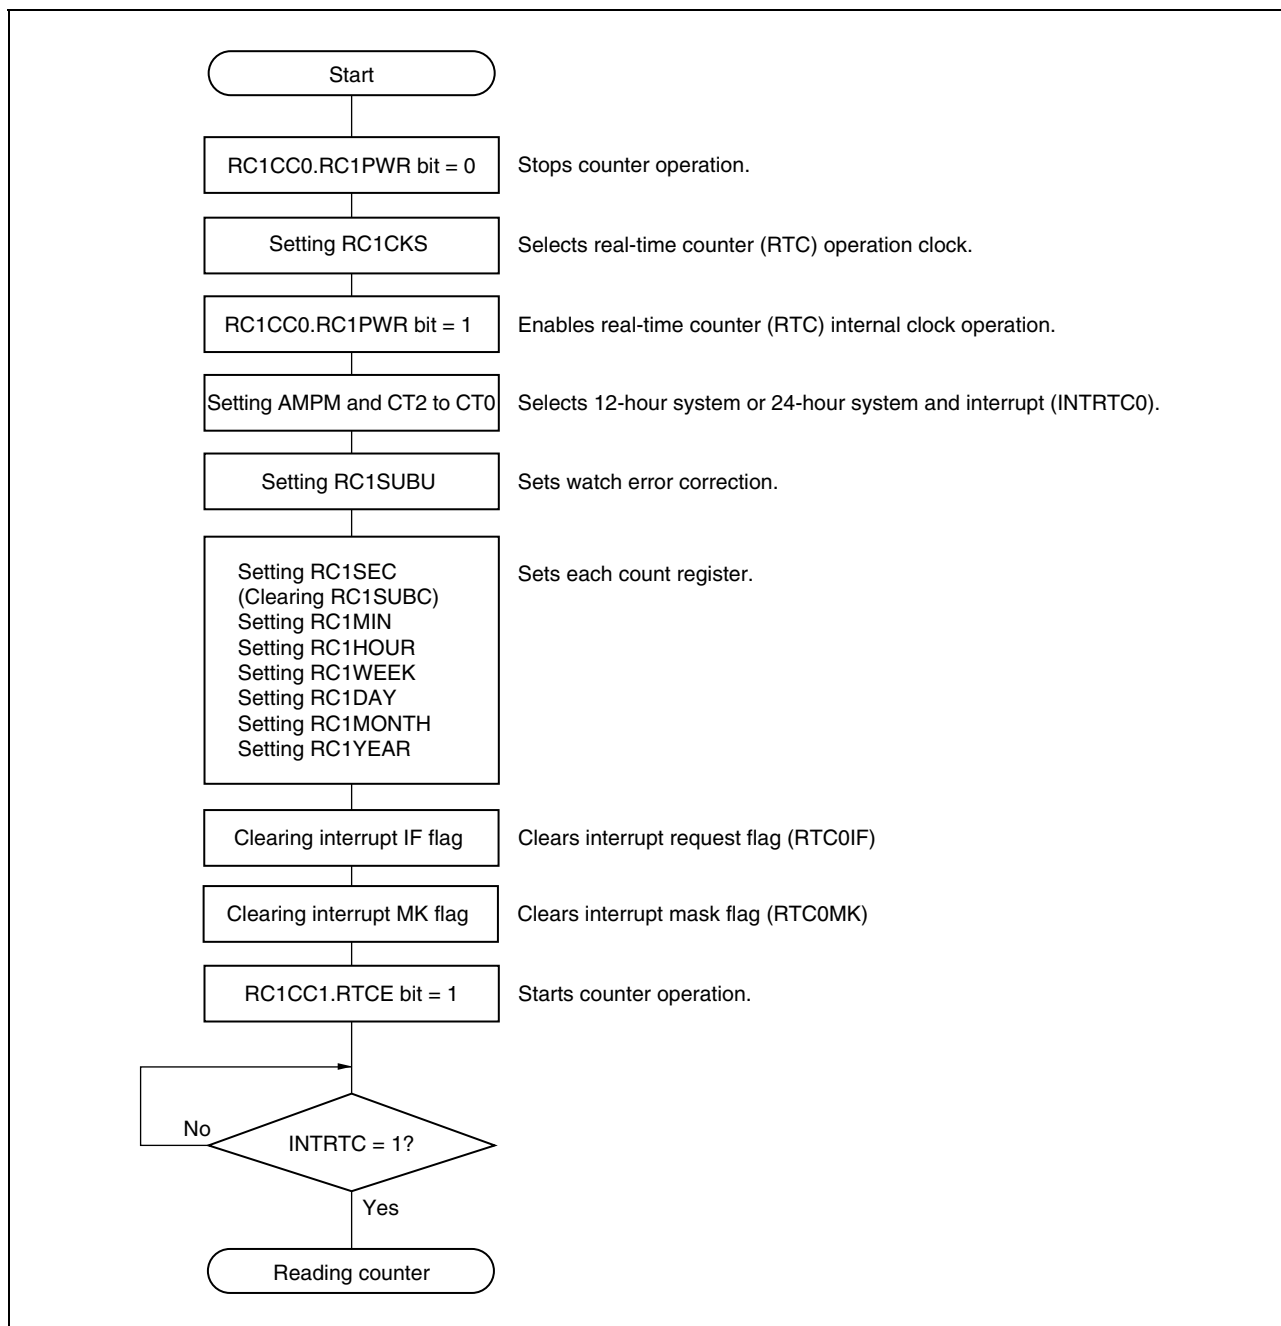 Start
RC1CC0.RC1PWR bit = 0
Stops counter operation.
Setting RC1CKS
Selects real-time counter (RTC) operation clock.
RC1CC0.RC1PWR bit = 1
Enables real-time counter (RTC) internal clock operation.
Setting AMPM and CT2 to CT0
Selects 12-hour system or 24-hour system and interrupt (INTRTC0).
Setting RC1SUBU
Sets watch error correction.
Setting RC1SEC
(Clearing RC1SUBC)
Setting RC1MIN
Setting RC1HOUR
Setting RC1WEEK
Setting RC1DAY
Setting RC1MONTH
Setting RC1YEAR
Sets each count register.
Clearing interrupt IF flag
Clears interrupt request flag (RTC0IF)
Clearing interrupt MK flag
Clears interrupt mask flag (RTC0MK)
RC1CC1.RTCE bit = 1
Starts counter operation.
No
INTRTC = 1?
Yes
Reading counter